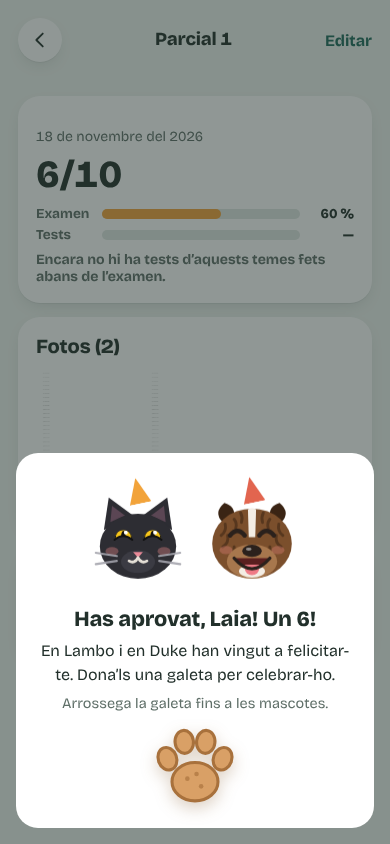 Parcial 1
Editar
18 de novembre del 2026
6/10
Examen 60 %
Tests —
Encara no hi ha tests d’aquests temes fets
abans de l’examen.
Fotos (2)
Has aprovat, Laia! Un 6!
En Lambo i en Duke han vingut a felicitar-
te. Dona’ls una galeta per celebrar-ho.
Arrossega la galeta fins a les mascotes.